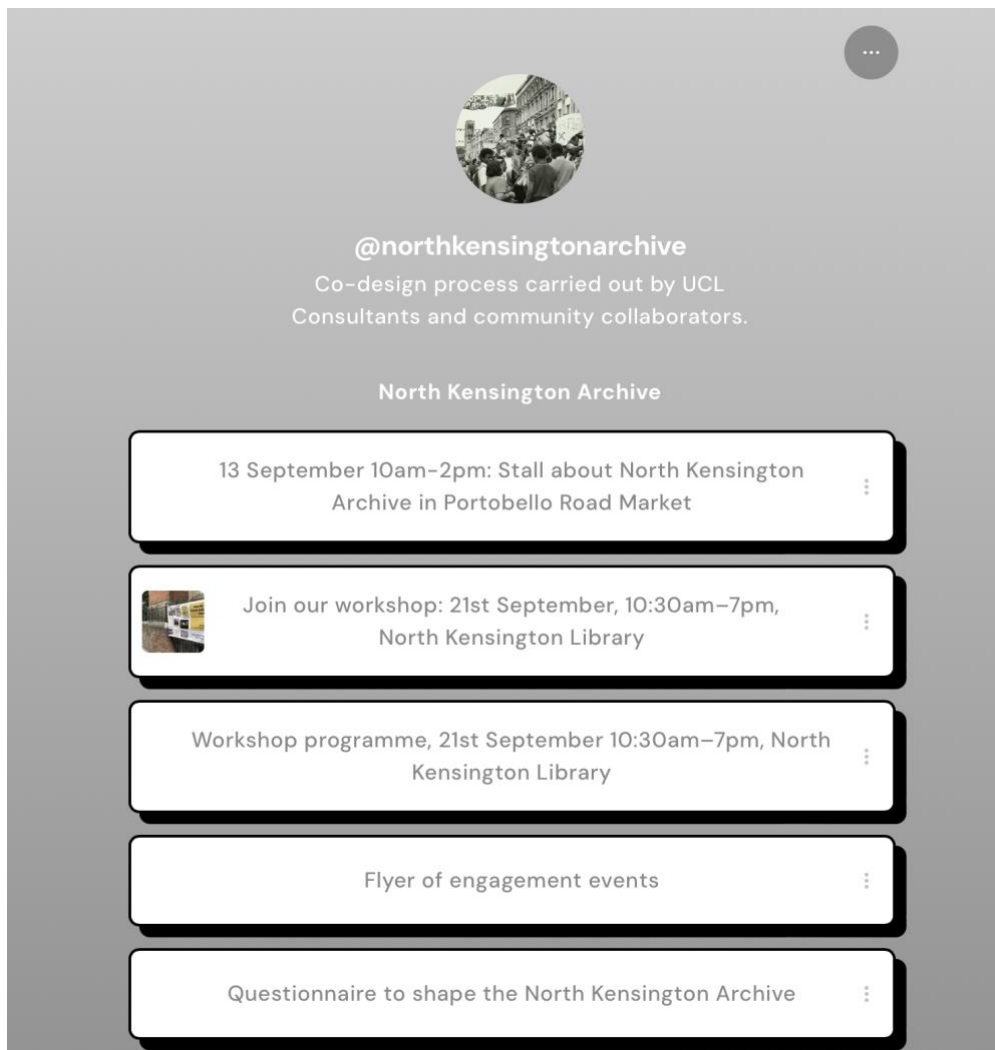 @northkensingtonarchive
Co-design process carried out by UCL
Consultants and community collaborators.
North Kensington Archive
13 September 10am-2pm: Stall about North Kensington
Archive in Portobello Road Market
Join our workshop: 21st September, 10:30am–7pm,
North Kensington Library
Workshop programme, 21st September 10:30am–7pm, North
Kensington Library
Flyer of engagement events
Questionnaire to shape the North Kensington Archive